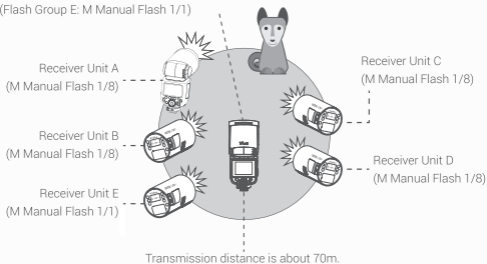 (Flash Group E: M Manual Flash 1/1)
Receiver Unit A
(M Manual Flash 1/8)
Receiver Unit B
(M Manual Flash 1/8)
Receiver Unit E
(M Manual Flash 1/1)
Receiver Unit C
(M Manual Flash 1/8)
Receiver Unit D
(M Manual Flash 1/8)
Transmission distance is about 70m.